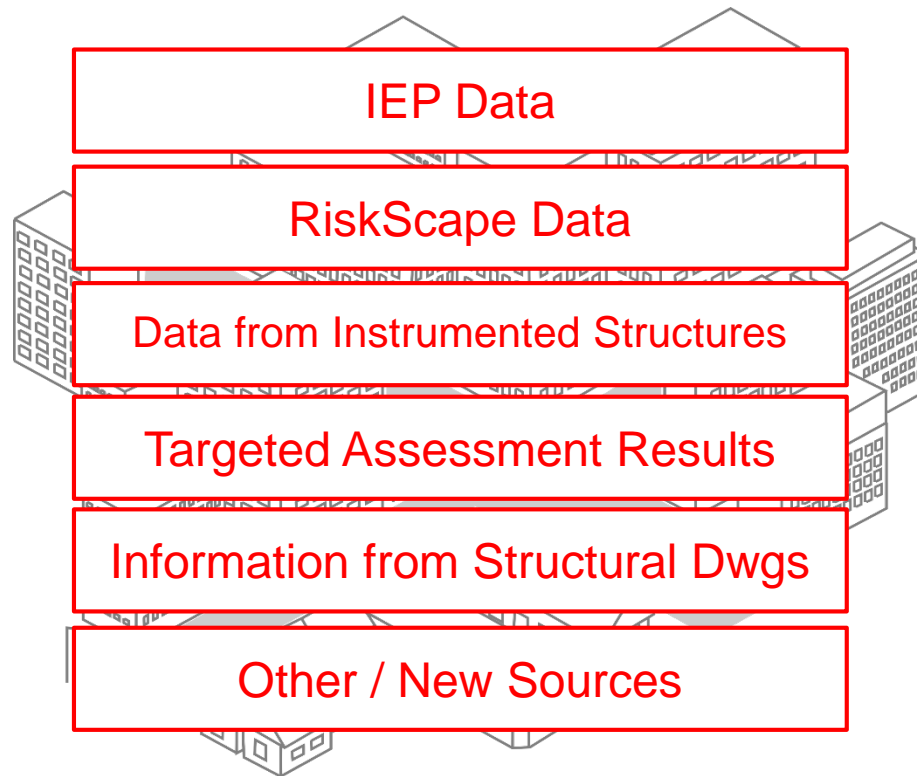 IEP Data
RiskScape Data
Data from Instrumented Structures
Targeted Assessment Results
Information from Structural Dwgs
Other / New Sources